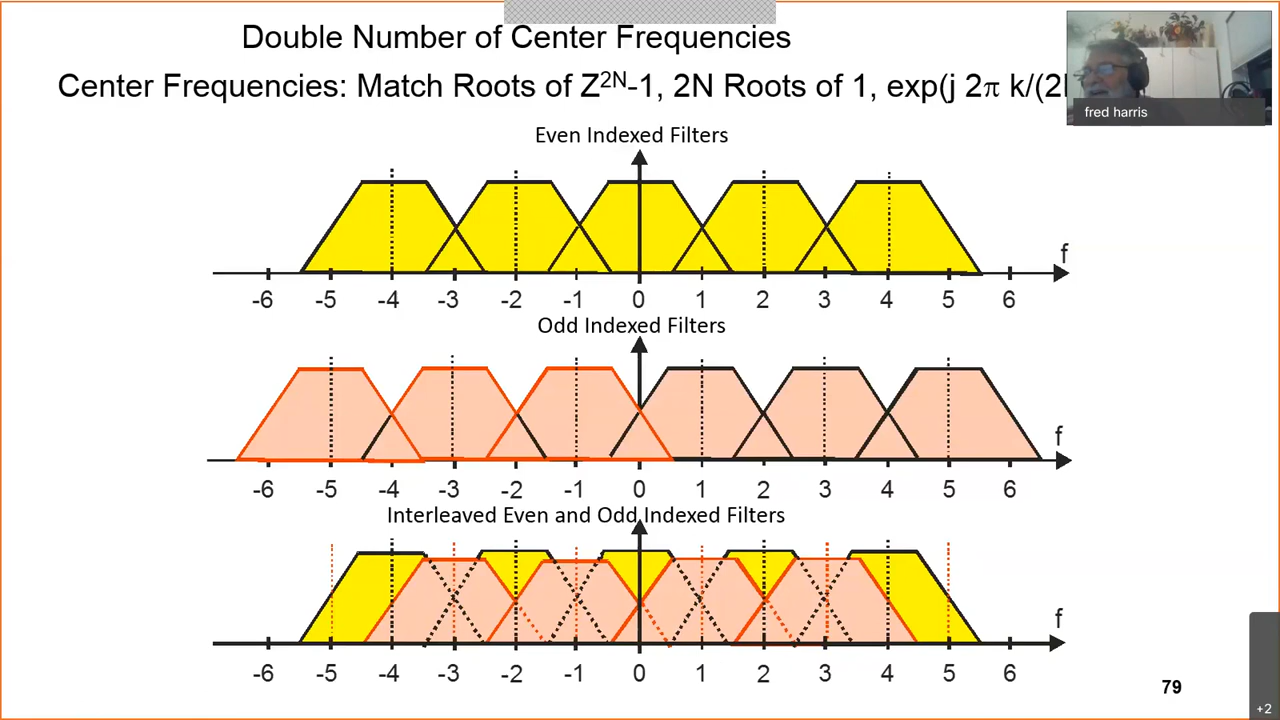 Double Number of Center Frequencies
Center Frequencies: Match Roots of Z^2N-1, 2N Roots of 1, exp(j 2π k/(2
fred harris
Even Indexed Filters
f
-6 -5 -4 -3 -2 -1 0 1 2 3 4 5 6
Odd Indexed Filters
f
-6 -5 -4 -3 -2 -1 0 1 2 3 4 5 6
Interleaved Even and Odd Indexed Filters
f
-6 -5 -4 -3 -2 -1 0 1 2 3 4 5 6
79
+2